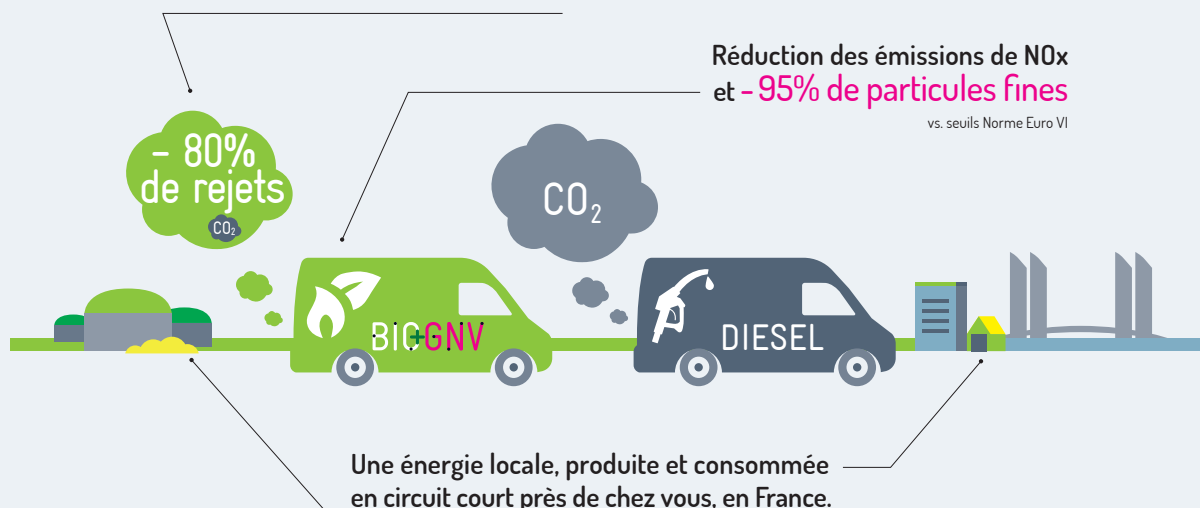 Réduction des émissions de NOx
et - 95% de particules fines
vs. seuils Norme Euro VI
- 80%
de rejets
CO₂
CO₂
BIO+GNV
DIESEL
Une énergie locale, produite et consommée
en circuit court près de chez vous, en France.